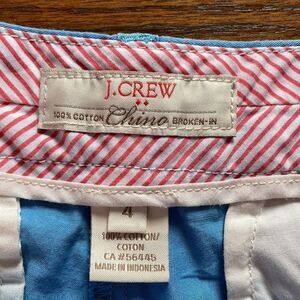 J.CREW
100% COTTON Chino BROKEN-IN
4
100% COTTON/
COTON
CA #56445
MADE IN INDONESIA